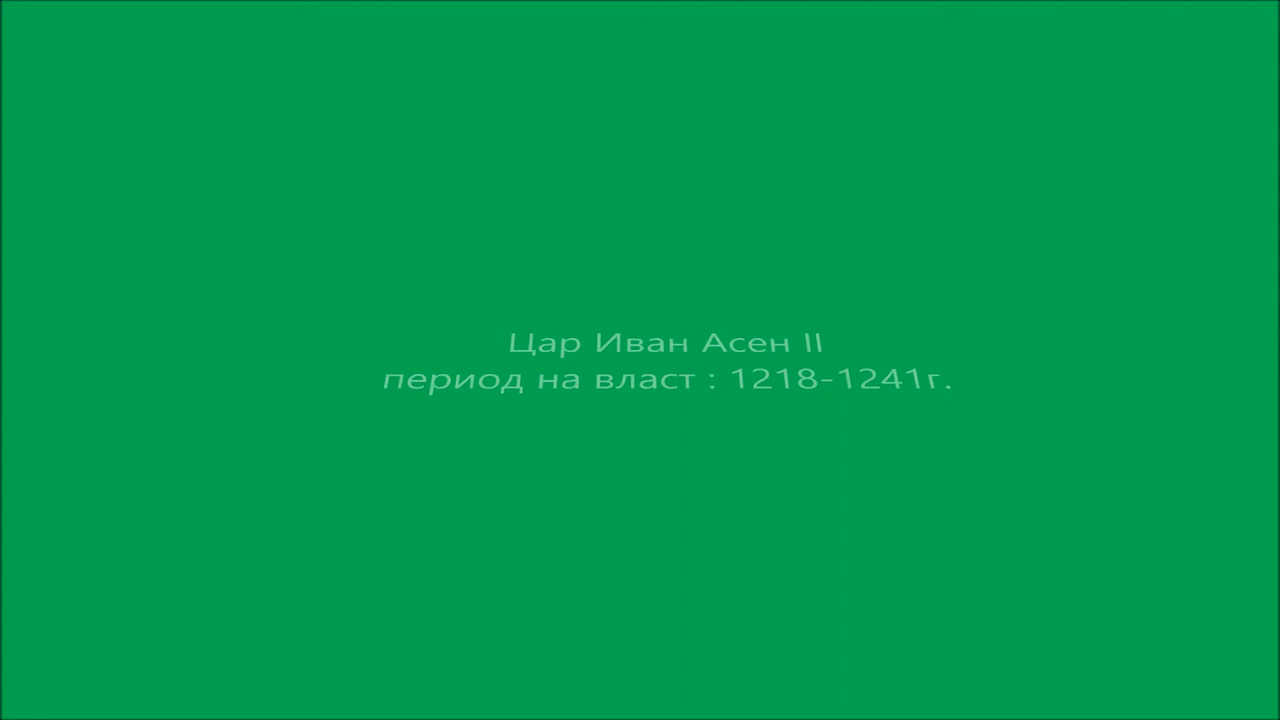 Цар Иван Асен II
период на власт : 1218-1241г.